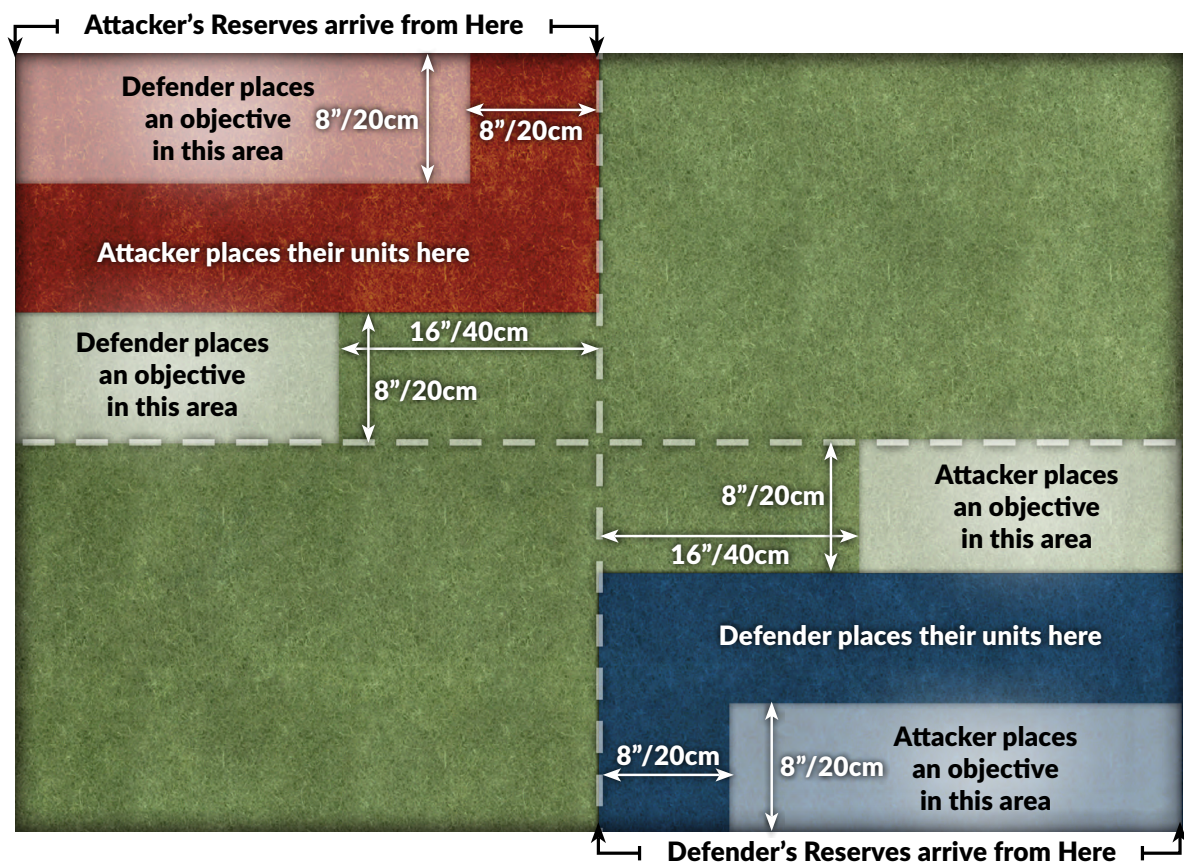 Attacker’s Reserves arrive from Here
Defender places
an objective
in this area
8”/20cm
8”/20cm
Attacker places their units here
Defender places
an objective
in this area
16”/40cm
8”/20cm
8”/20cm
16”/40cm
Attacker places
an objective
in this area
Defender places their units here
8”/20cm
8”/20cm
Attacker places
an objective
in this area
Defender’s Reserves arrive from Here